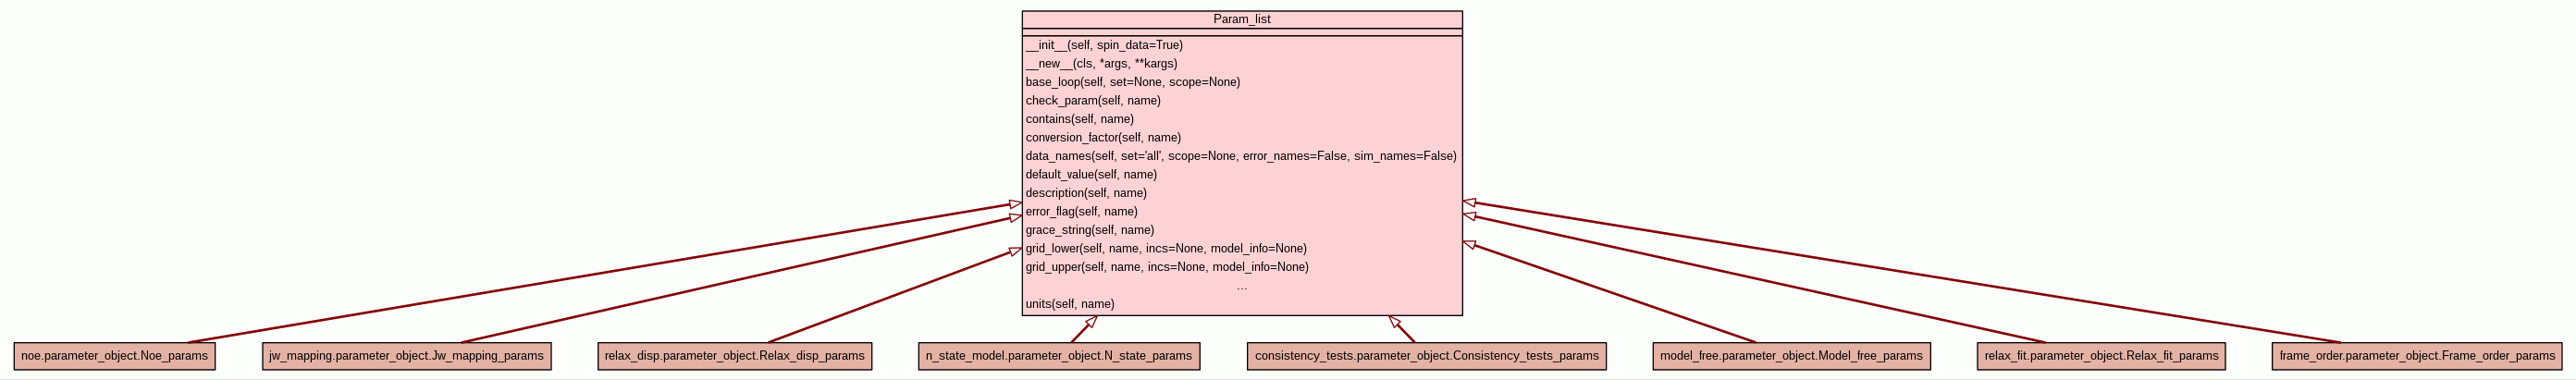 Param_list
__init__(self, spin_data=True)
__new__(cls, *args, **kargs)
base_loop(self, set=None, scope=None)
check_param(self, name)
contains(self, name)
conversion_factor(self, name)
data_names(self, set='all', scope=None, error_names=False, sim_names=False)
default_value(self, name)
description(self, name)
error_flag(self, name)
grace_string(self, name)
grid_lower(self, name, incs=None, model_info=None)
grid_upper(self, name, incs=None, model_info=None)
...
units(self, name)
noe.parameter_object.Noe_params
jw_mapping.parameter_object.Jw_mapping_params
relax_disp.parameter_object.Relax_disp_params
n_state_model.parameter_object.N_state_params
consistency_tests.parameter_object.Consistency_tests_params
model_free.parameter_object.Model_free_params
relax_fit.parameter_object.Relax_fit_params
frame_order.parameter_object.Frame_order_params